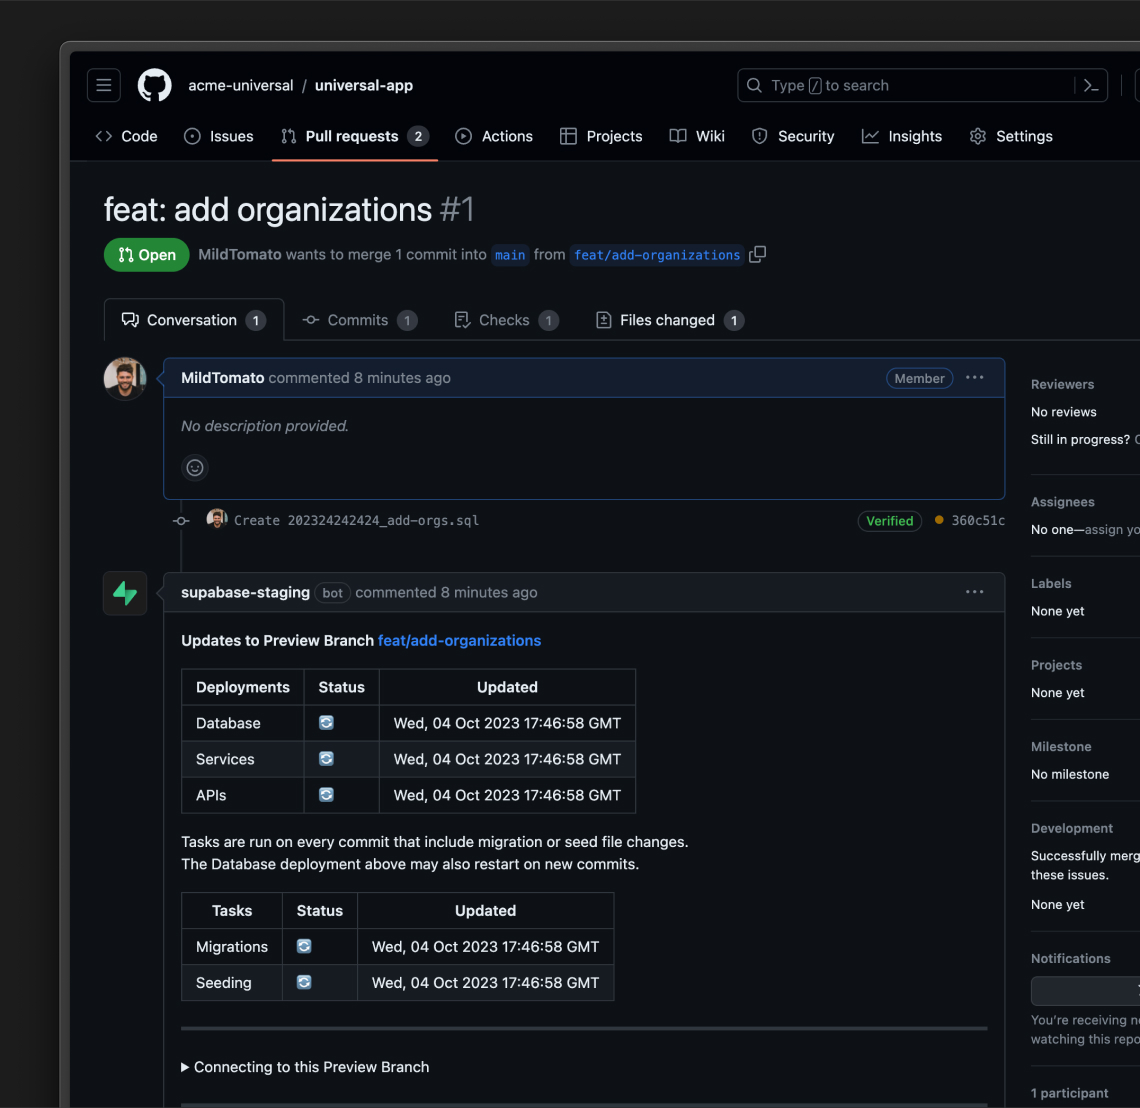 acme-universal / universal-app
Type / to search
Code Issues Pull requests 2 Actions Projects Wiki Security Insights Settings
feat: add organizations #1
Open MildTomato wants to merge 1 commit into main from feat/add-organizations
Conversation 1 Commits 1 Checks 1 Files changed 1
MildTomato commented 8 minutes ago Member ...
No description provided.
Create 202324242424_add-orgs.sql Verified 360c51c
supabase-staging bot commented 8 minutes ago ...
Updates to Preview Branch feat/add-organizations
Deployments Status Updated
Database Wed, 04 Oct 2023 17:46:58 GMT
Services Wed, 04 Oct 2023 17:46:58 GMT
APIs Wed, 04 Oct 2023 17:46:58 GMT
Tasks are run on every commit that include migration or seed file changes.
The Database deployment above may also restart on new commits.
Tasks Status Updated
Migrations Wed, 04 Oct 2023 17:46:58 GMT
Seeding Wed, 04 Oct 2023 17:46:58 GMT
Connecting to this Preview Branch
Reviewers
No reviews
Still in progress?
Assignees
No one—assign
Labels
None yet
Projects
None yet
Milestone
No milestone
Development
Successfully
these issues.
None yet
Notifications
You're receiving
watching this
1 participant